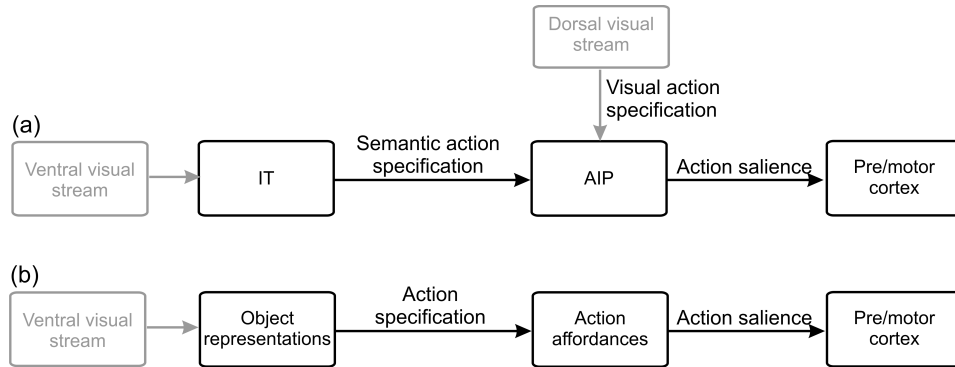 Dorsal visual
stream
Visual action
specification
(a)
Ventral visual
stream
IT
Semantic action
specification
AIP
Action salience
Pre/motor
cortex
(b)
Ventral visual
stream
Object
representations
Action
specification
Action
affordances
Action salience
Pre/motor
cortex